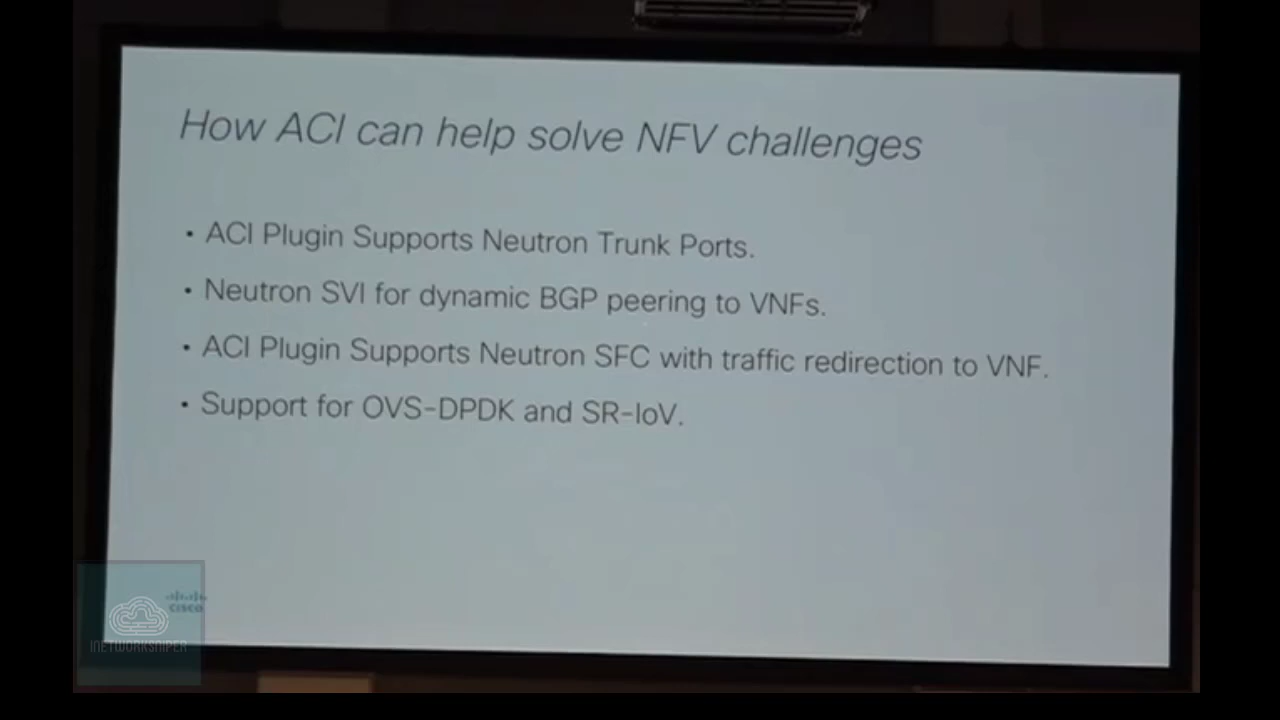 How ACI can help solve NFV challenges
• ACI Plugin Supports Neutron Trunk Ports.
• Neutron SVI for dynamic BGP peering to VNFs.
• ACI Plugin Supports Neutron SFC with traffic redirection to VNF.
• Support for OVS-DPDK and SR-IoV.
CISCO
INETWORKSNIPER